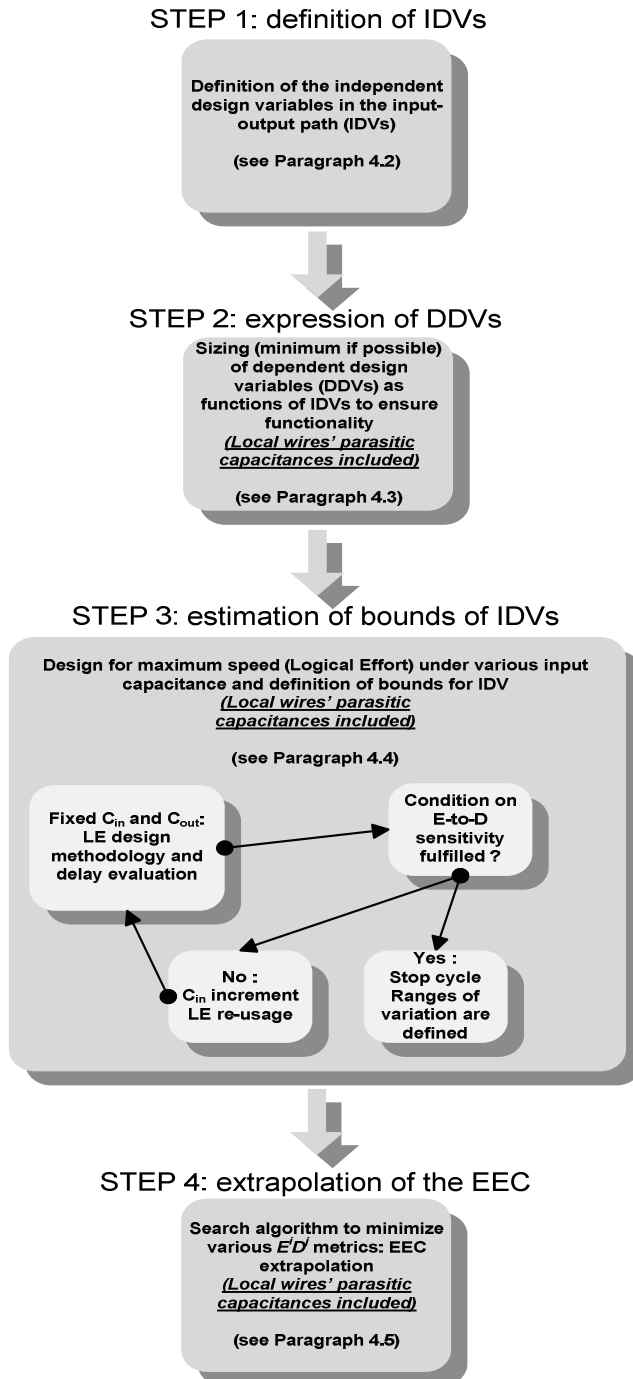 STEP 1: definition of IDVs
Definition of the independent
design variables in the input-
output path (IDVs)
(see Paragraph 4.2)
STEP 2: expression of DDVs
Sizing (minimum if possible)
of dependent design
variables (DDVs) as
functions of IDVs to ensure
functionality
(Local wires' parasitic
capacitances included)
(see Paragraph 4.3)
STEP 3: estimation of bounds of IDVs
Design for maximum speed (Logical Effort) under various input
capacitance and definition of bounds for IDV
(Local wires' parasitic
capacitances included)
(see Paragraph 4.4)
Fixed Cin and Cout:
LE design
methodology and
delay evaluation
Condition on
E-to-D
sensitivity
fulfilled ?
No :
Cin increment
LE re-usage
Yes :
Stop cycle
Ranges of
variation are
defined
STEP 4: extrapolation of the EEC
Search algorithm to minimize
various EⁱDʲ metrics: EEC
extrapolation
(Local wires' parasitic
capacitances included)
(see Paragraph 4.5)